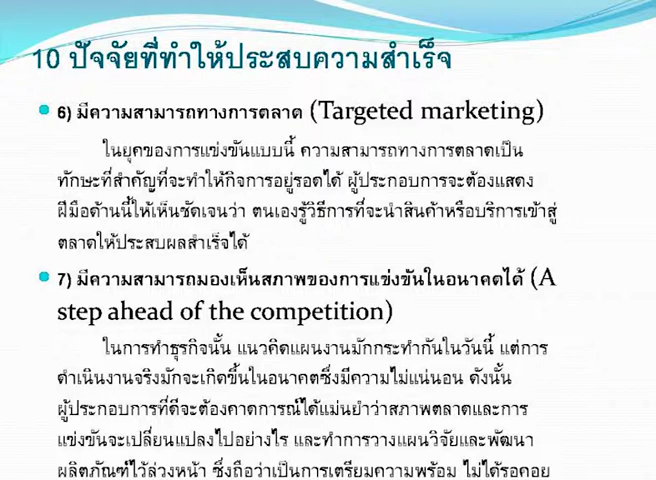 10 ปัจจัยที่ทำให้ประสบความสำเร็จ
6) มีความสามารถทางการตลาด (Targeted marketing)
ในยุคของการแข่งขันแบบนี้ ความสามารถทางการตลาดเป็น
ทักษะที่สำคัญที่จะทำให้กิจการอยู่รอดได้ ผู้ประกอบการจะต้องแสดง
ฝีมือด้านนี้ให้เห็นชัดเจนว่า ตนเองรู้วิธีการที่จะนำสินค้าหรือบริการเข้าสู่
ตลาดให้ประสบผลสำเร็จได้
7) มีความสามารถมองเห็นสภาพของการแข่งขันในอนาคตได้ (A
step ahead of the competition)
ในการทำธุรกิจนั้น แนวคิดแผนงานมักกระทำกันในวันนี้ แต่การ
ดำเนินงานจริงมักจะเกิดขึ้นในอนาคตซึ่งมีความไม่แน่นอน ดังนั้น
ผู้ประกอบการที่ดีจะต้องคาดการณ์ได้แม่นยำว่าสภาพตลาดและการ
แข่งขันจะเปลี่ยนแปลงไปอย่างไร และทำการวางแผนวิจัยและพัฒนา
ผลิตภัณฑ์ไว้ล่วงหน้า ซึ่งถือว่าเป็นการเตรียมความพร้อม ไม่ได้รอคอย